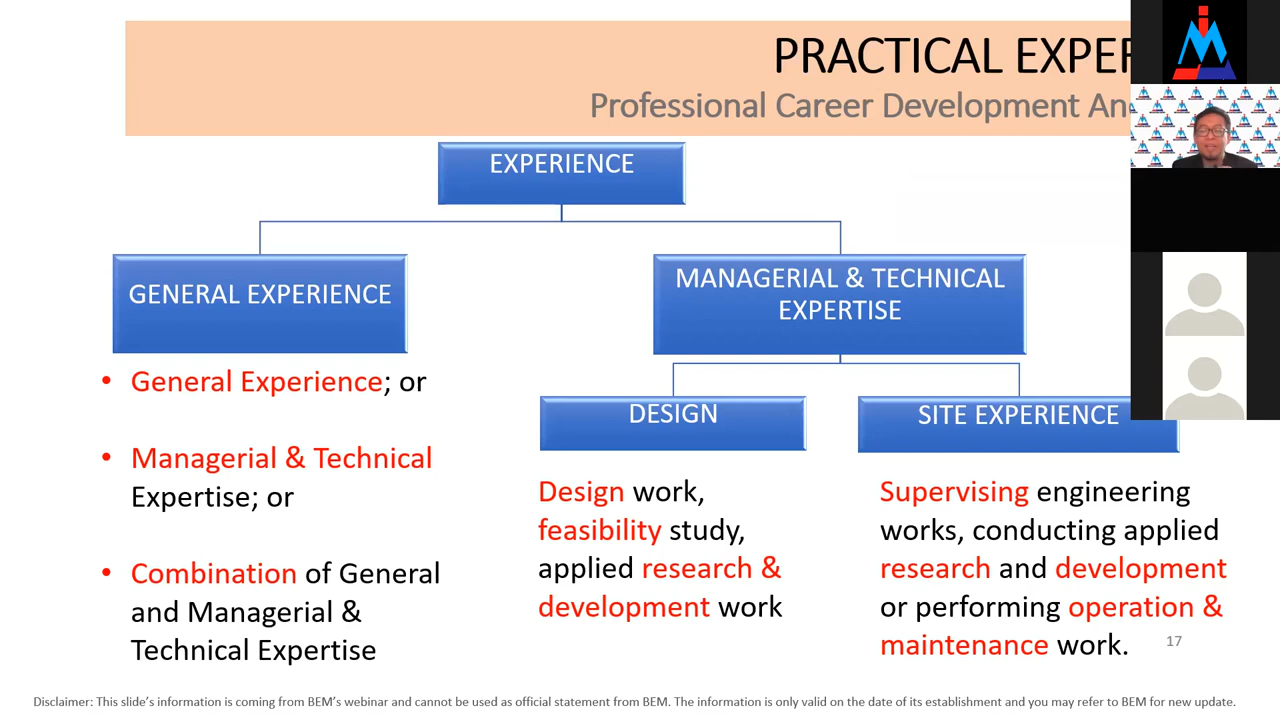 PRACTICAL EXPER
Professional Career Development An
EXPERIENCE
GENERAL EXPERIENCE
MANAGERIAL & TECHNICAL
EXPERTISE
• General Experience; or
• Managerial & Technical
Expertise; or
• Combination of General
and Managerial &
Technical Expertise
DESIGN
Design work,
feasibility study,
applied research &
development work
SITE EXPERIENCE
Supervising engineering
works, conducting applied
research and development
or performing operation &
maintenance work.
17
Disclaimer: This slide's information is coming from BEM's webinar and cannot be used as official statement from BEM. The information is only valid on the date of its establishment and you may refer to BEM for new update.